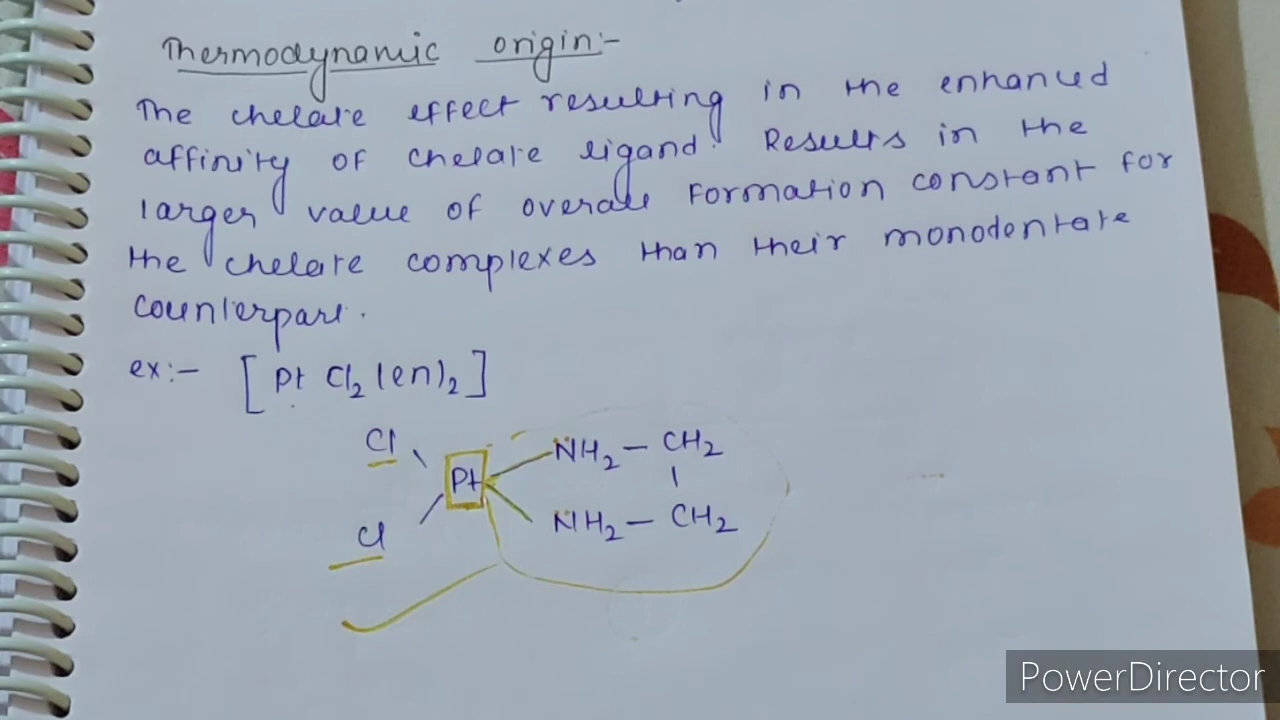 Thermodynamic origin:-
The chelate effect resulting in the enhanced
affinity of chelate ligand. Results in the
larger value of overall formation constant for
the chelate complexes than their monodentate
counterpart.
ex:- [Pt Cl2 (en)2]
Cl NH2 - CH2
Pt
Cl NH2 - CH2
PowerDirector